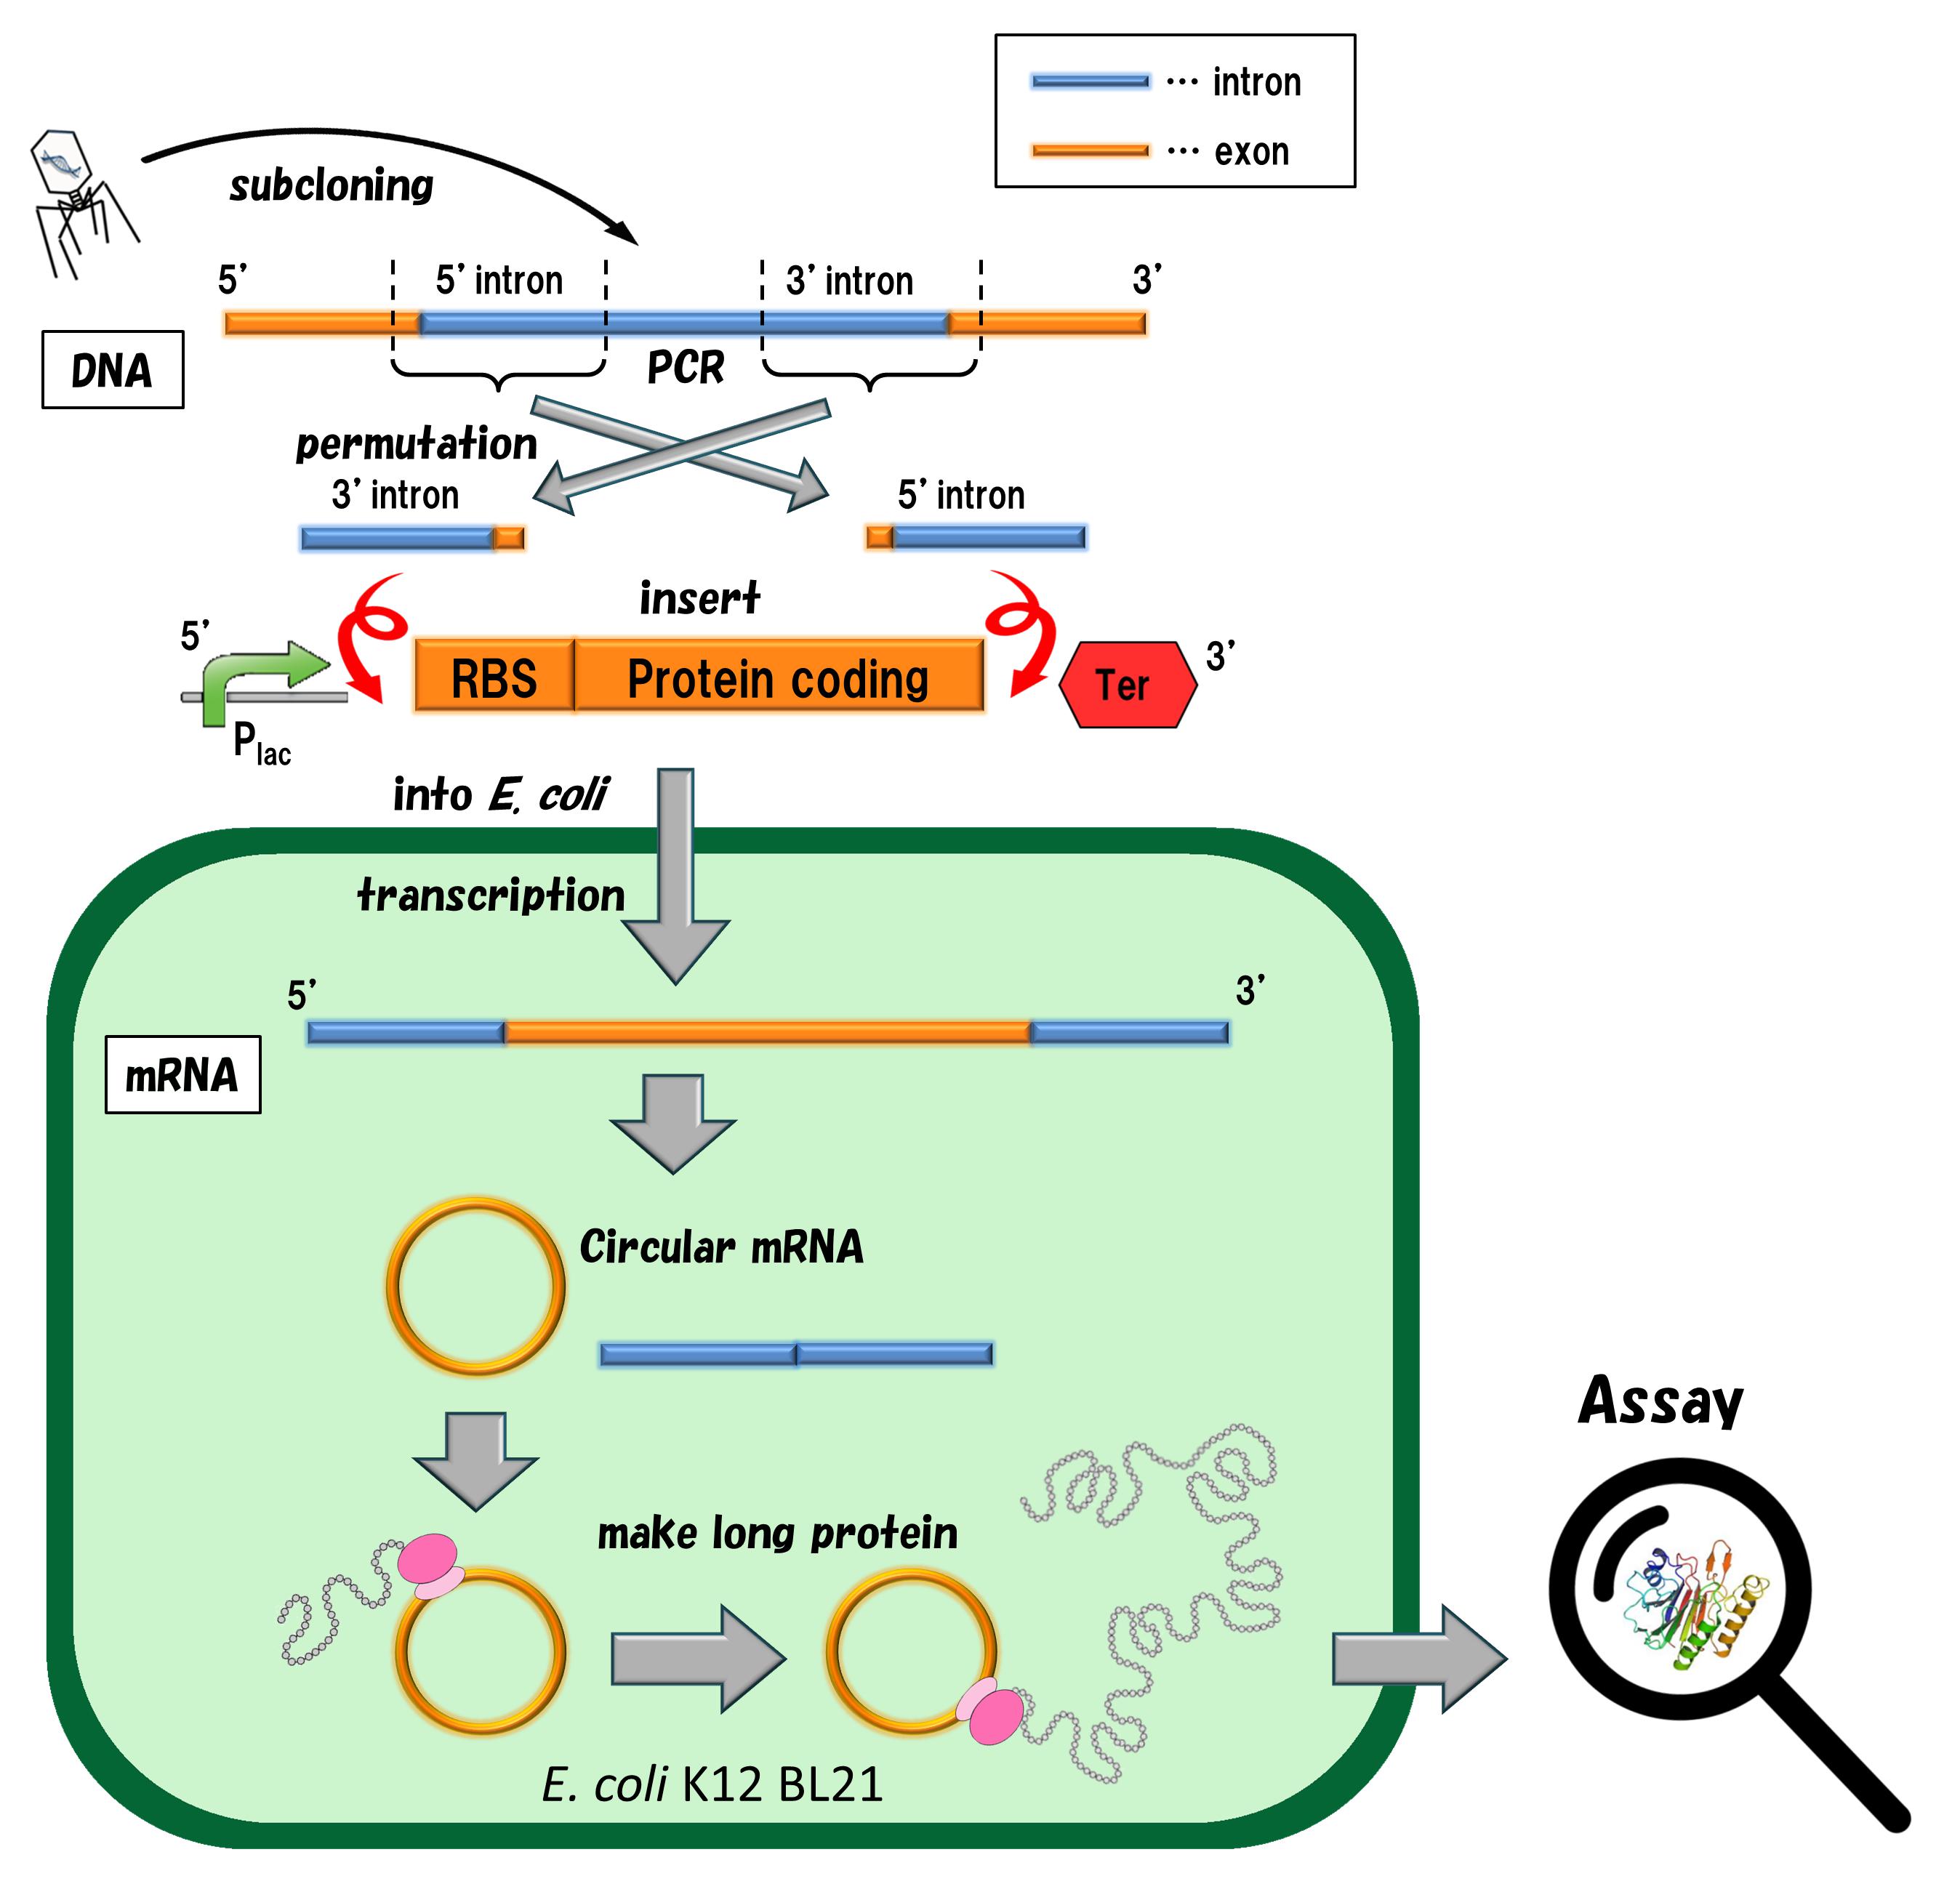 … intron
… exon
subcloning
5’ 5’ intron 3’ intron 3’
DNA
PCR
permutation
3’ intron 5’ intron
insert
5’ RBS Protein coding Ter 3’
Plac
into E. coli
transcription
5’ 3’
mRNA
Circular mRNA
Assay
make long protein
E. coli K12 BL21